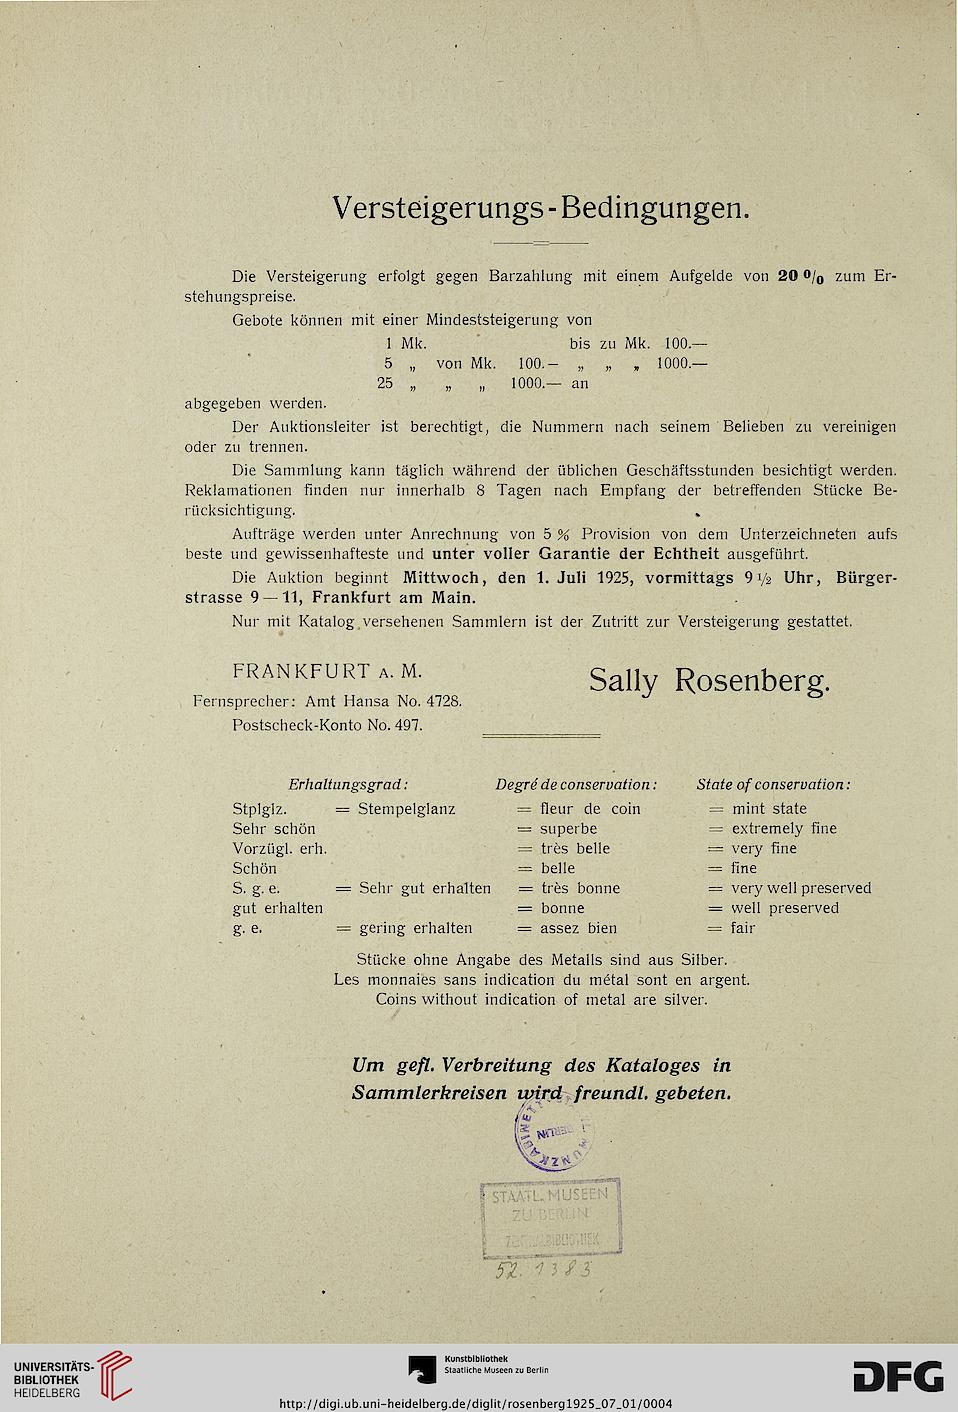 Versteigerungs-Bedingungen.
Die Versteigerung erfolgt gegen Barzahlung mit einem Aufgelde von 20 % zum Er-
stehungspreise.
Gebote können mit einer Mindeststeigerung von
1 Mk. bis zu Mk. 100.—
5 „ von Mk. 100.— „ „ „ 1000.—
25 „ „ „ 1000.— an
abgegeben werden.
Der Auktionsleiter ist berechtigt, die Nummern nach seinem Belieben zu vereinigen
oder zu trennen.
Die Sammlung kann täglich während der üblichen Geschäftsstunden besichtigt werden.
Reklamationen finden nur innerhalb 8 Tagen nach Empfang der betreffenden Stücke Be-
rücksichtigung.
Aufträge werden unter Anrechnung von 5 % Provision von dem Unterzeichneten aufs
beste und gewissenhafteste und unter voller Garantie der Echtheit ausgeführt.
Die Auktion beginnt Mittwoch, den 1. Juli 1925, vormittags 9 ½ Uhr, Bürger-
strasse 9—11, Frankfurt am Main.
Nur mit Katalog versehenen Sammlern ist der Zutritt zur Versteigerung gestattet.
FRANKFURT A. M.
Sally Rosenberg.
Fernsprecher: Amt Hansa No. 4728.
Postscheck-Konto No. 497.
Erhaltungsgrad: Degré de conservation: State of conservation:
Stplglz. = Stempelglanz = fleur de coin = mint state
Sehr schön = superbe = extremely fine
Vorzügl. erh. = très belle = very fine
Schön = belle = fine
S. g. e. = Sehr gut erhalten = très bonne = very well preserved
gut erhalten = bonne = well preserved
g. e. = gering erhalten = assez bien = fair
Stücke ohne Angabe des Metalls sind aus Silber.
Les monnaies sans indication du métal sont en argent.
Coins without indication of metal are silver.
Um gefl. Verbreitung des Kataloges in
Sammlerkreisen wird freundl. gebeten.
MÜNZKABINETT
BERLIN
STAATL. MUSEEN
ZU BERLIN
52. 1383
UNIVERSITÄTS-
BIBLIOTHEK
HEIDELBERG
Kunstbibliothek
Staatliche Museen zu Berlin
DFG
http://digi.ub.uni-heidelberg.de/diglit/rosenberg1925_07_01/0004